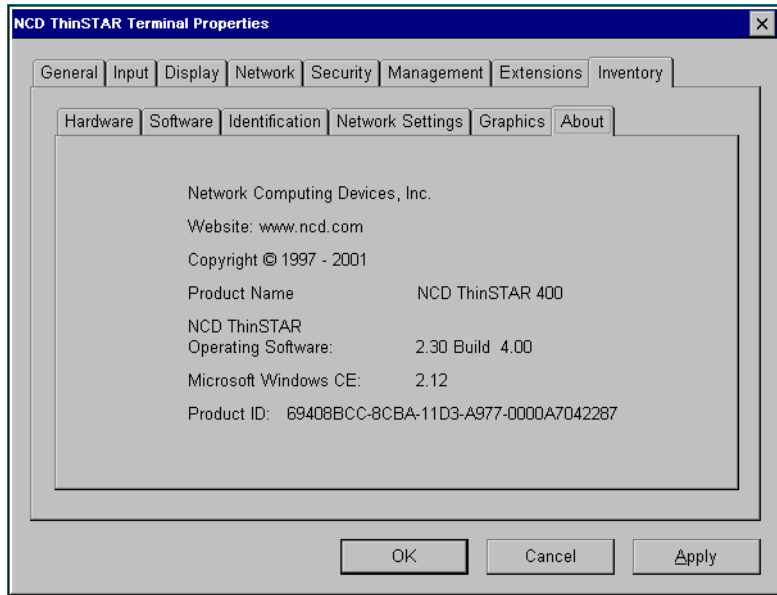 NCD ThinSTAR Terminal Properties
General Input Display Network Security Management Extensions Inventory
Hardware Software Identification Network Settings Graphics About
Network Computing Devices, Inc.
Website: www.ncd.com
Copyright © 1997 - 2001
Product Name NCD ThinSTAR 400
NCD ThinSTAR
Operating Software: 2.30 Build 4.00
Microsoft Windows CE: 2.12
Product ID: 69408BCC-8CBA-11D3-A977-0000A7042287
OK Cancel Apply